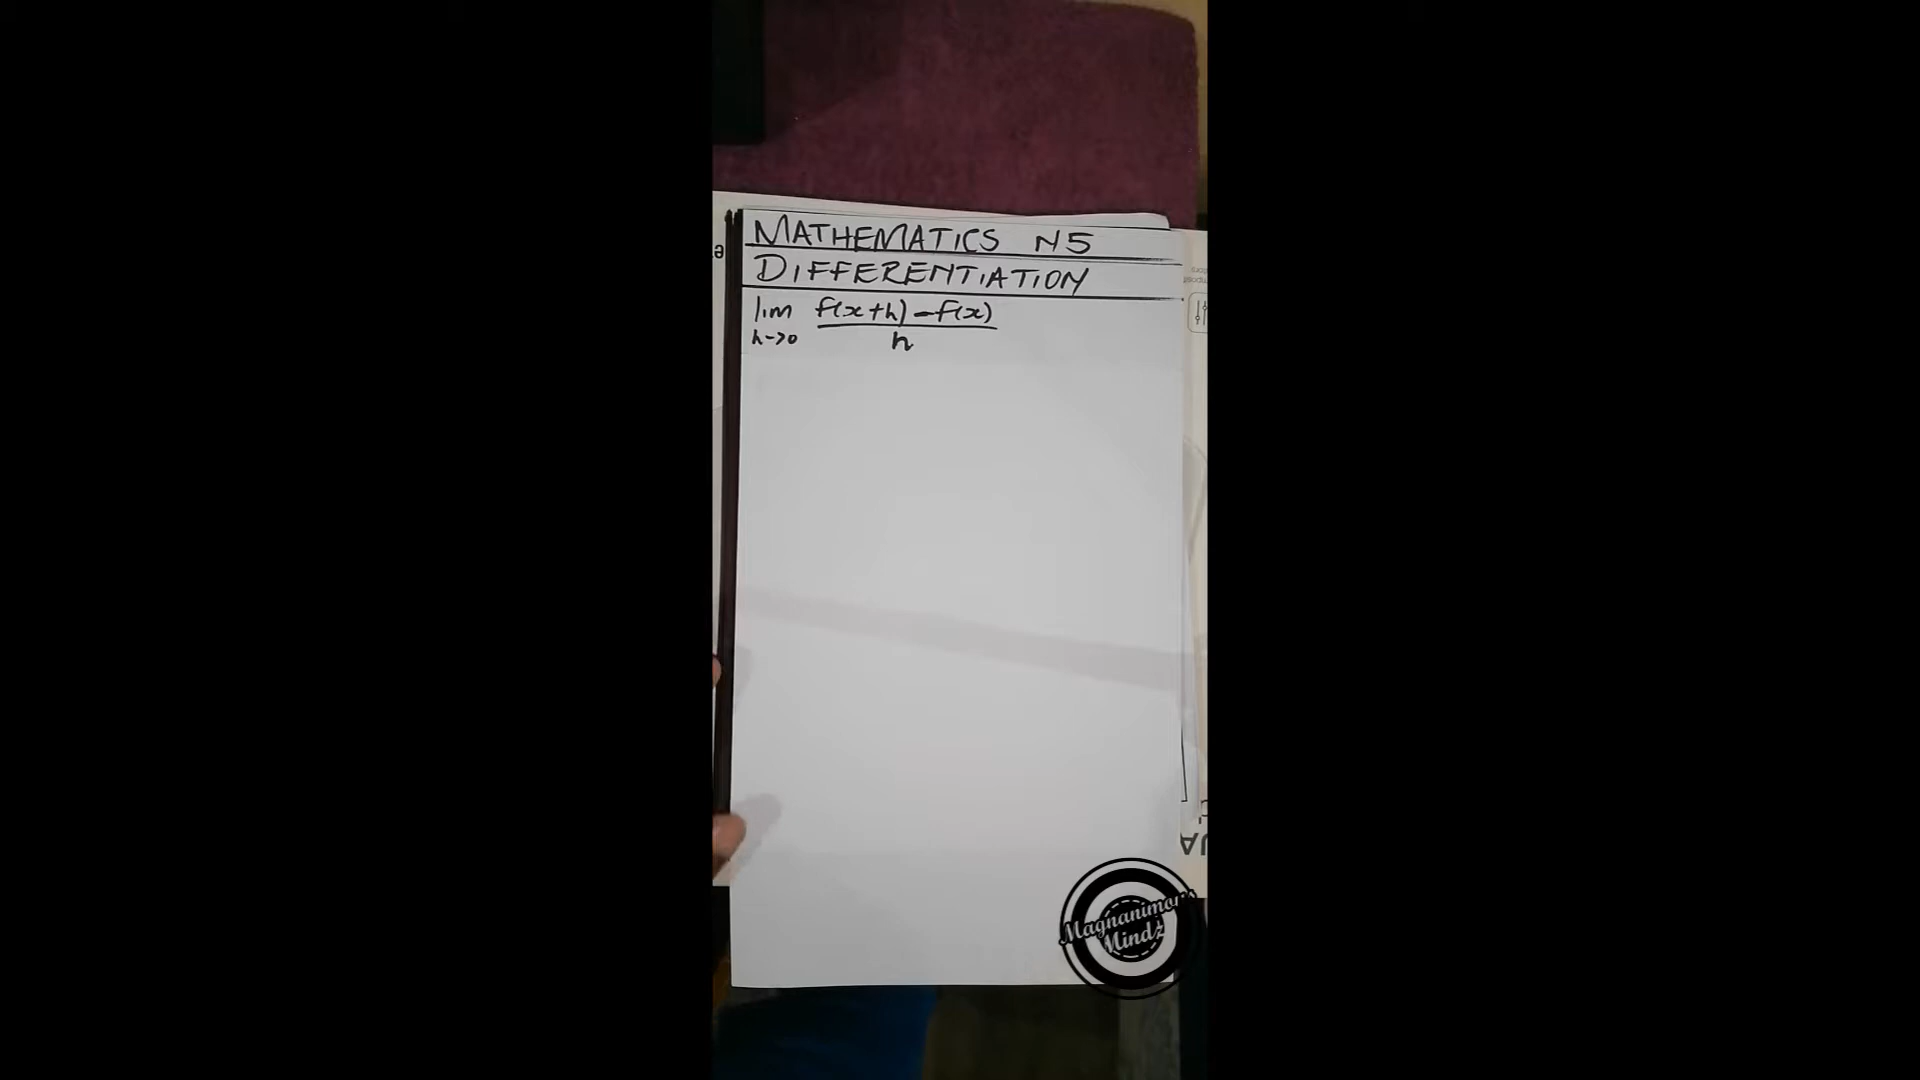 MATHEMATICS N5
DIFFERENTIATION
lim f(x+h) - f(x)
h->0 h
Magnanimous
Mindz